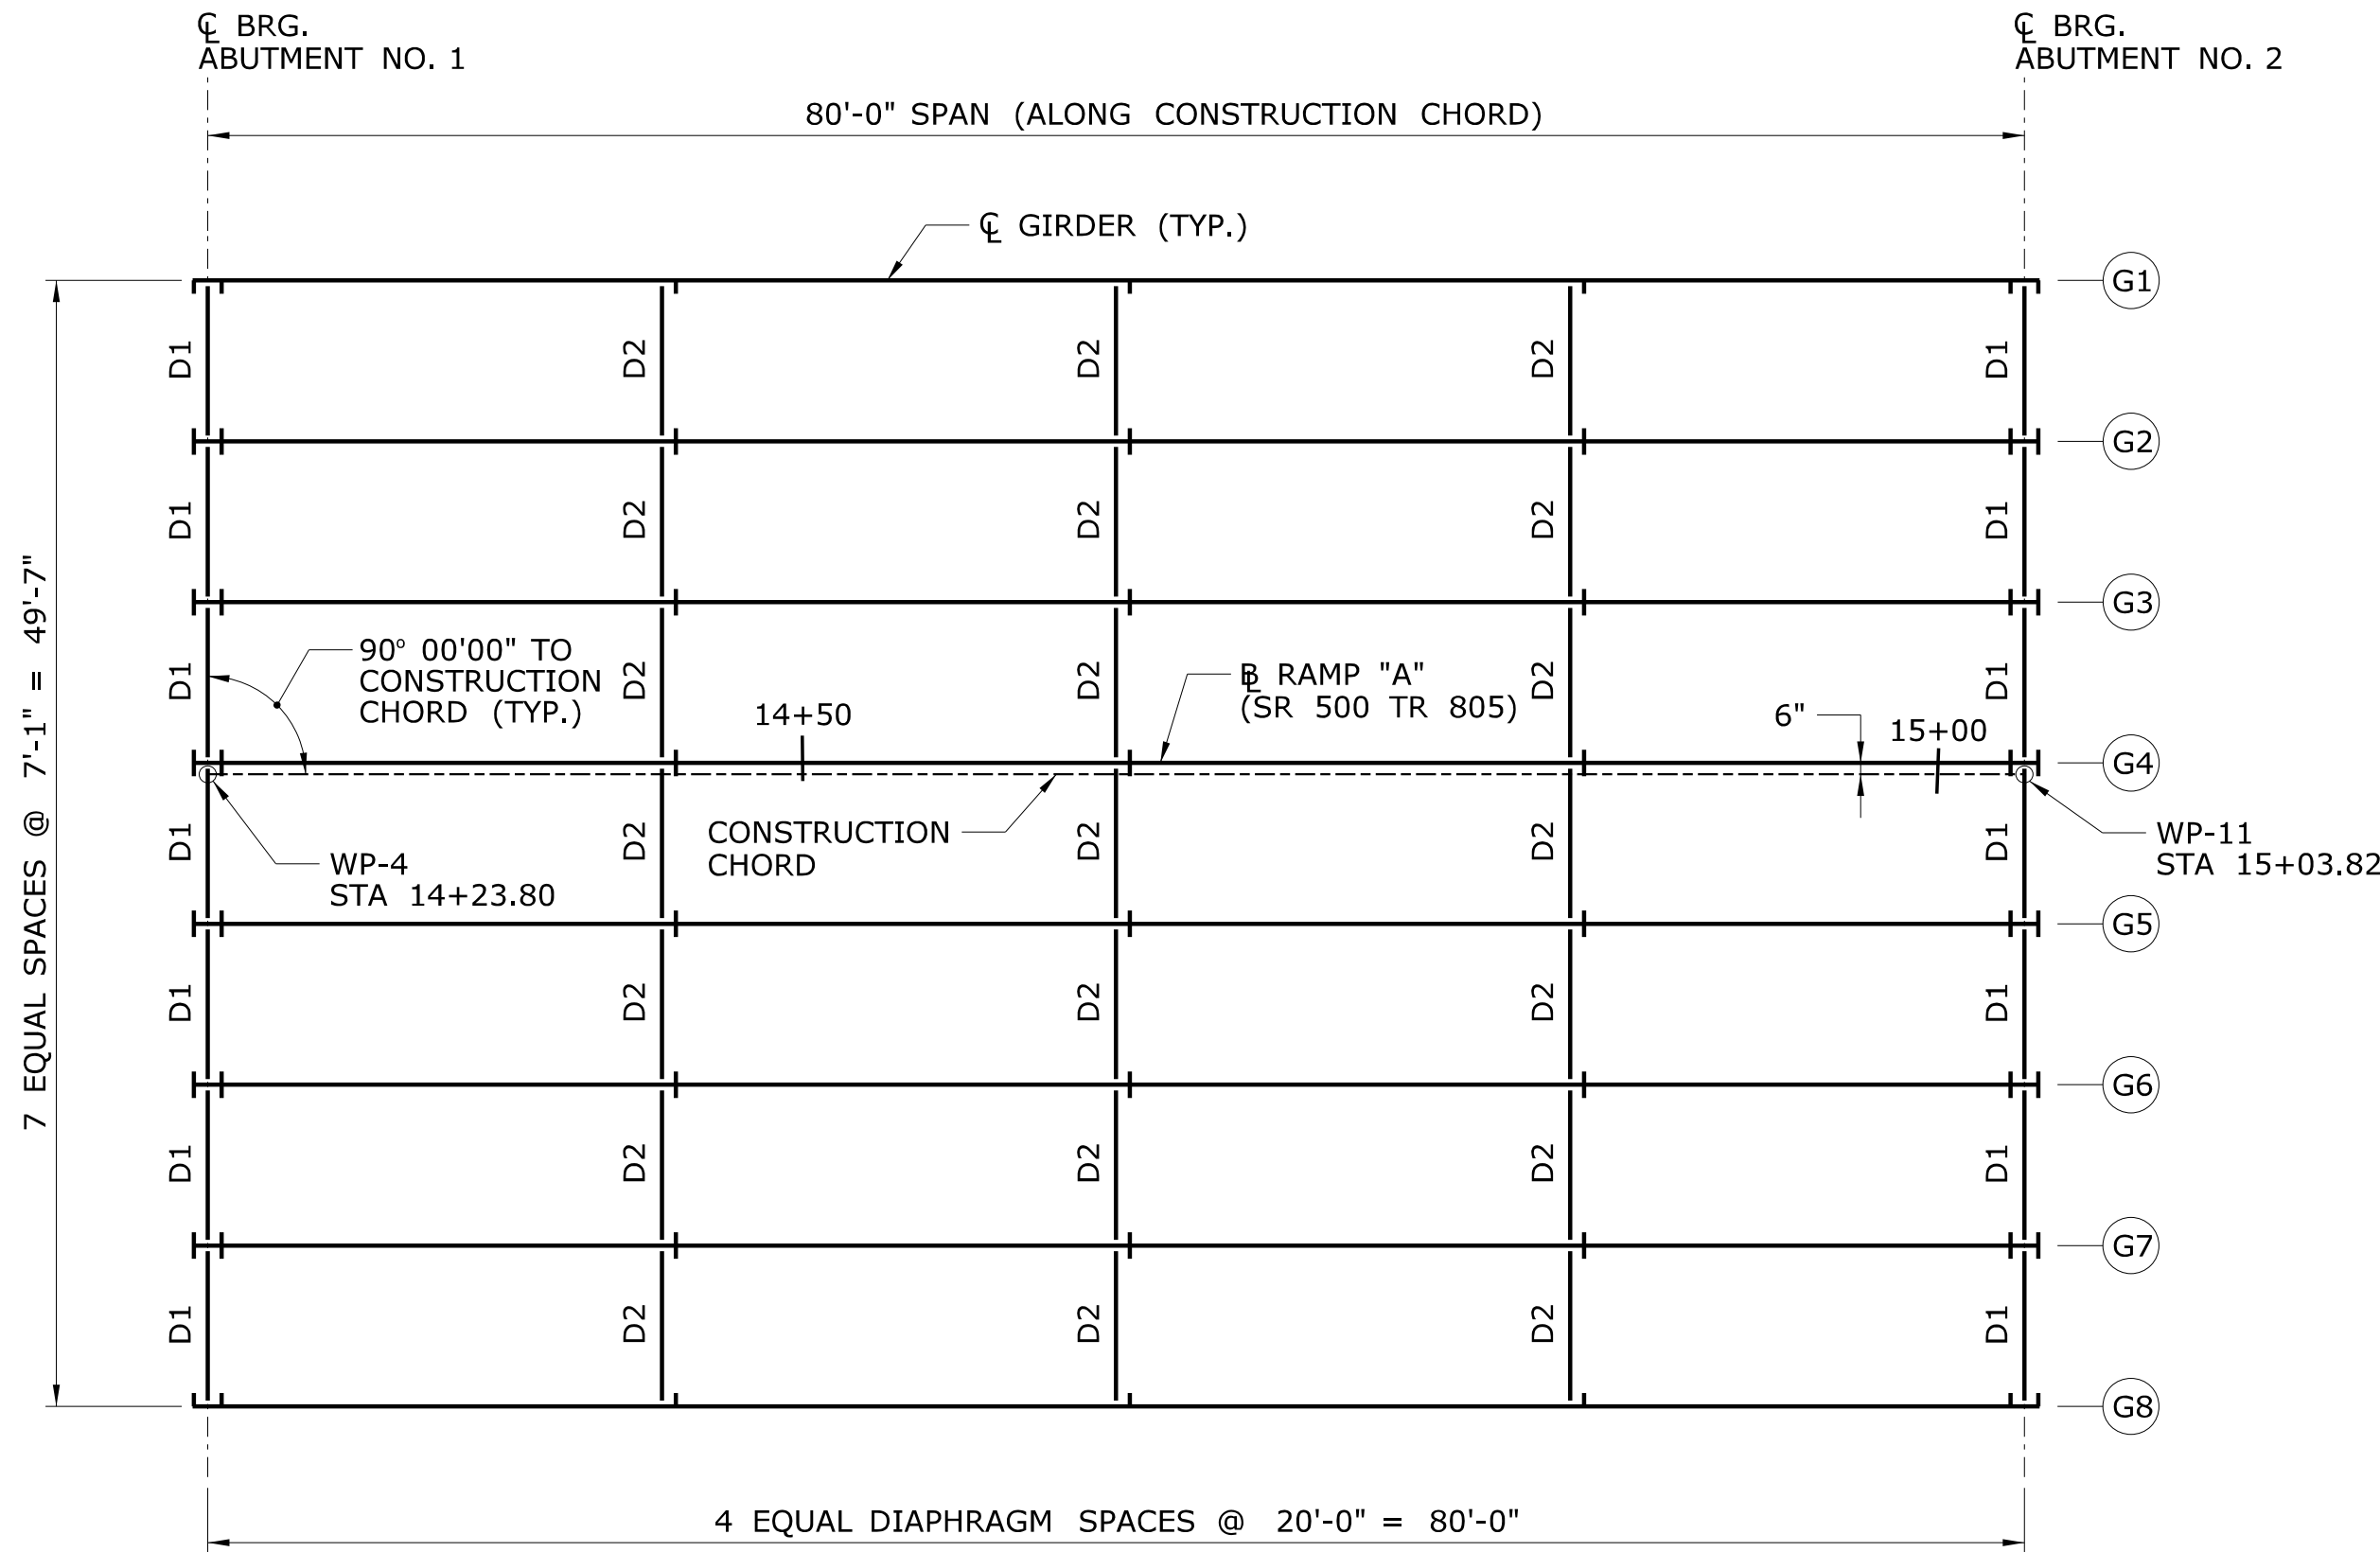 ℄ BRG.
ABUTMENT NO. 1
℄ BRG.
ABUTMENT NO. 2
80'-0" SPAN (ALONG CONSTRUCTION CHORD)
℄ GIRDER (TYP.)
G1
D1
D2
D2
D2
D1
G2
D1
D2
D2
D2
D1
G3
7 EQUAL SPACES @ 7'-1" = 49'-7"
90° 00'00" TO
CONSTRUCTION
CHORD (TYP.)
D1
D2
D2
D2
D1
B̵L RAMP "A"
(SR 500 TR 805)
14+50
6"
15+00
G4
WP-4
STA 14+23.80
CONSTRUCTION
CHORD
WP-11
STA 15+03.82
D1
D2
D2
D2
D1
G5
D1
D2
D2
D2
D1
G6
D1
D2
D2
D2
D1
G7
D1
D2
D2
D2
D1
G8
4 EQUAL DIAPHRAGM SPACES @ 20'-0" = 80'-0"